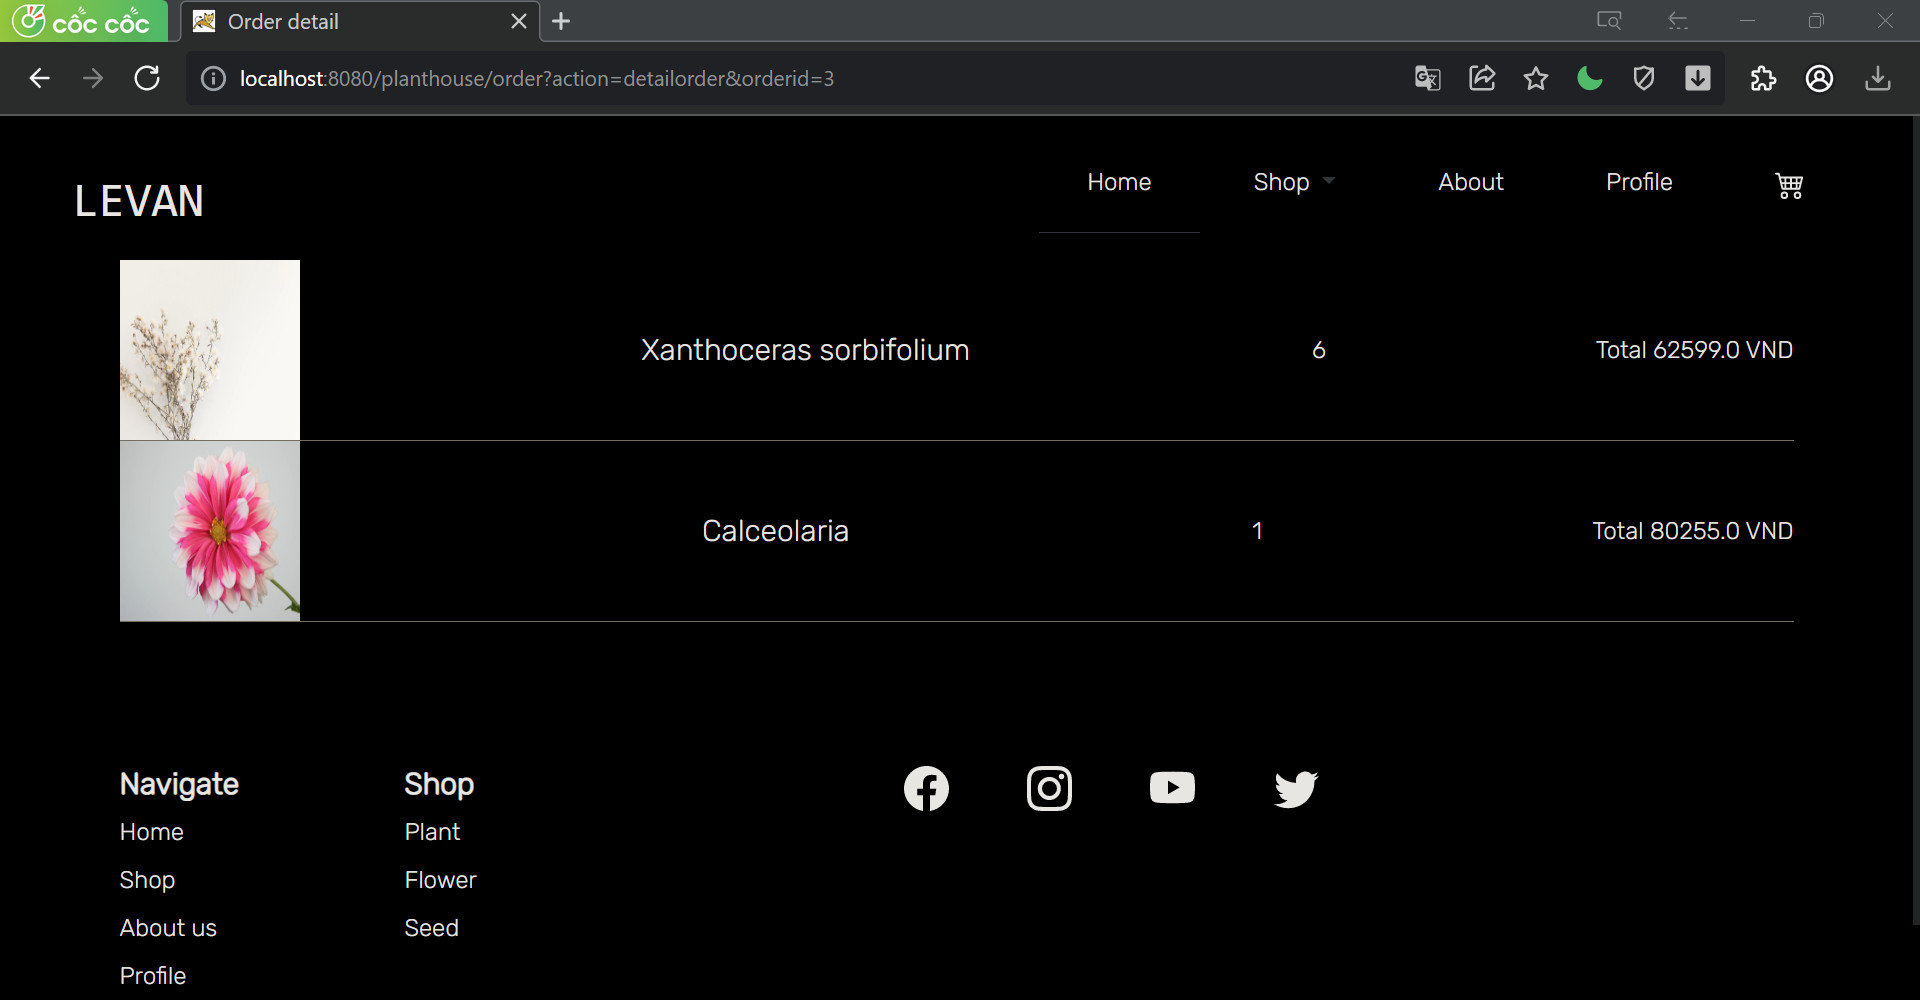 cốc cốc
Order detail
localhost:8080/planthouse/order?action=detailorder&orderid=3
LEVAN
Home
Shop
About
Profile
Xanthoceras sorbifolium
6
Total 62599.0 VND
Calceolaria
1
Total 80255.0 VND
Navigate
Home
Shop
About us
Profile
Shop
Plant
Flower
Seed